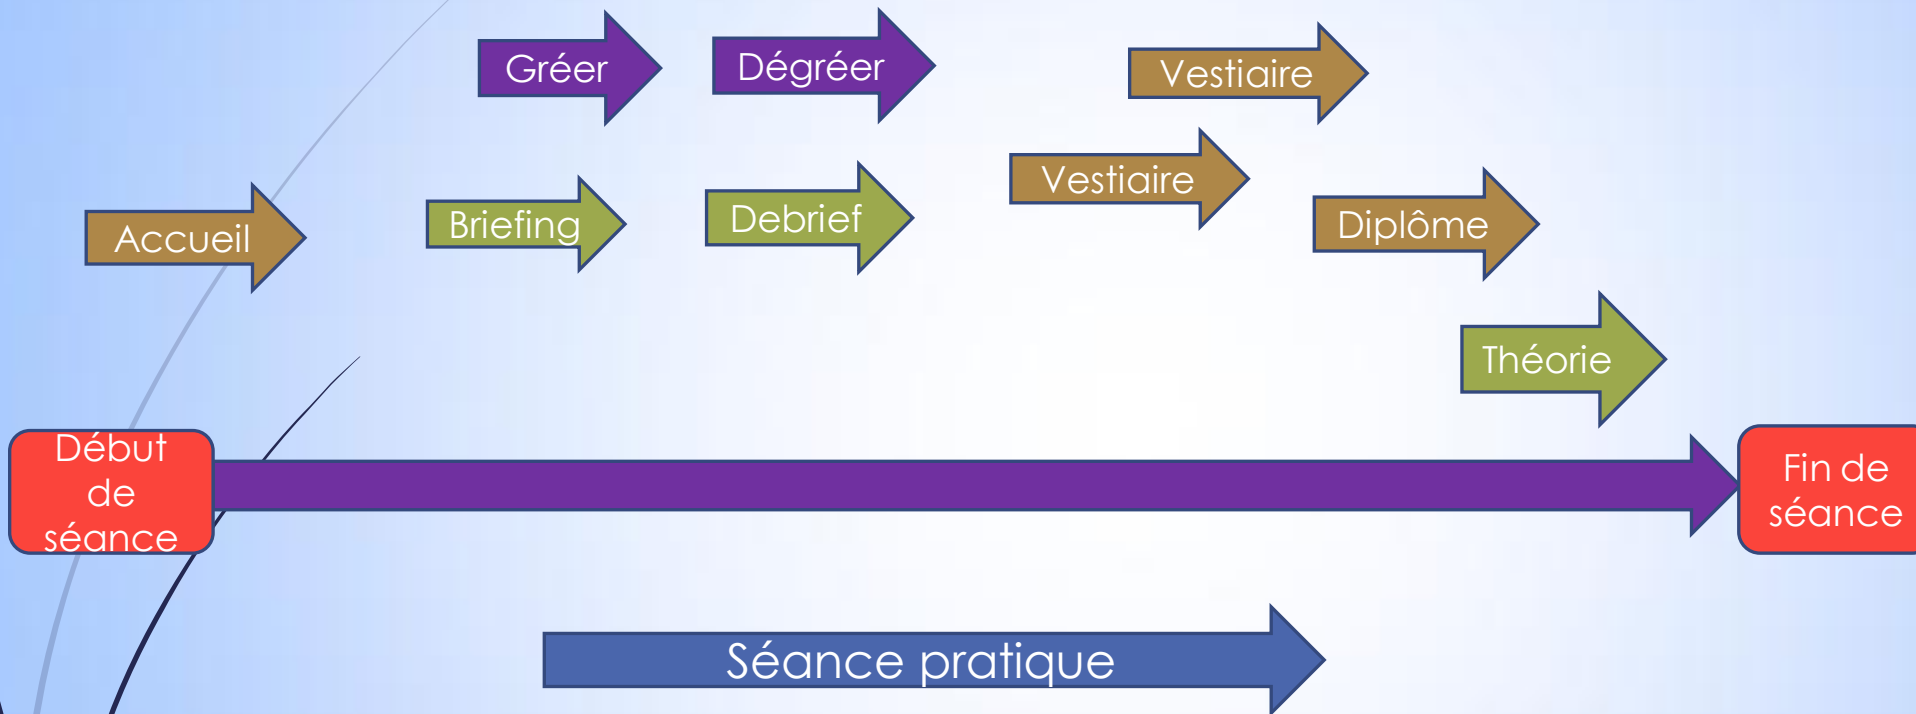 Gréer
Dégréer
Vestiaire
Vestiaire
Accueil
Briefing
Debrief
Diplôme
Théorie
Début
de
séance
Fin de
séance
Séance pratique